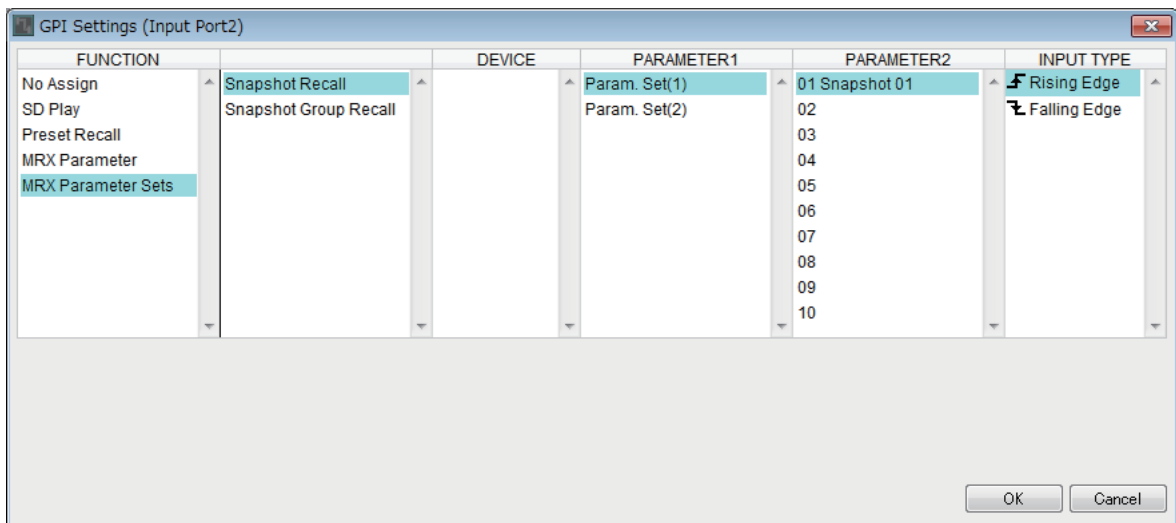 GPI Settings (Input Port2)
FUNCTION DEVICE PARAMETER1 PARAMETER2 INPUT TYPE
No Assign Snapshot Recall Param. Set(1) 01 Snapshot 01 Rising Edge
SD Play Snapshot Group Recall Param. Set(2) 02 Falling Edge
Preset Recall 03
MRX Parameter 04
MRX Parameter Sets 05
06
07
08
09
10
OK Cancel